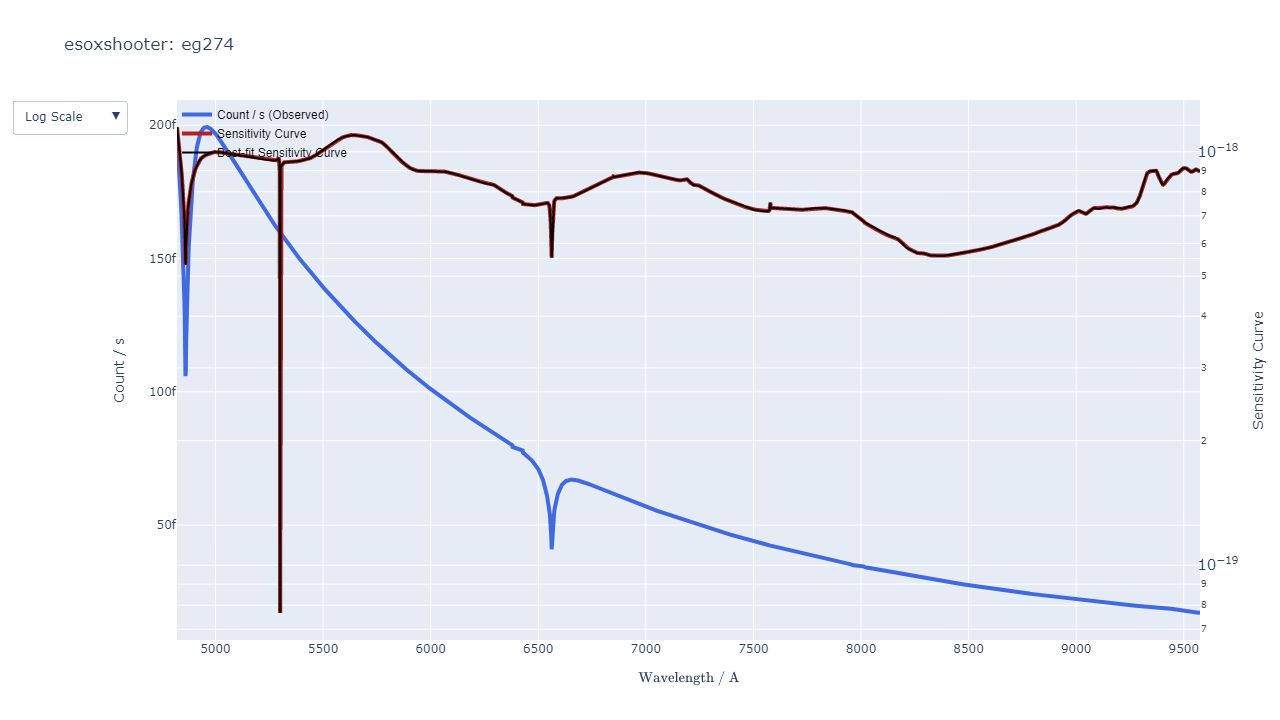 esoxshooter: eg274
Log Scale ▼
Count / s (Observed)
Sensitivity Curve
Best-fit Sensitivity Curve
200f
150f
100f
50f
Count / s
10−18
9
8
7
6
5
4
3
2
10−19
9
8
7
Sensitivity Curve
5000 5500 6000 6500 7000 7500 8000 8500 9000 9500
Wavelength / A